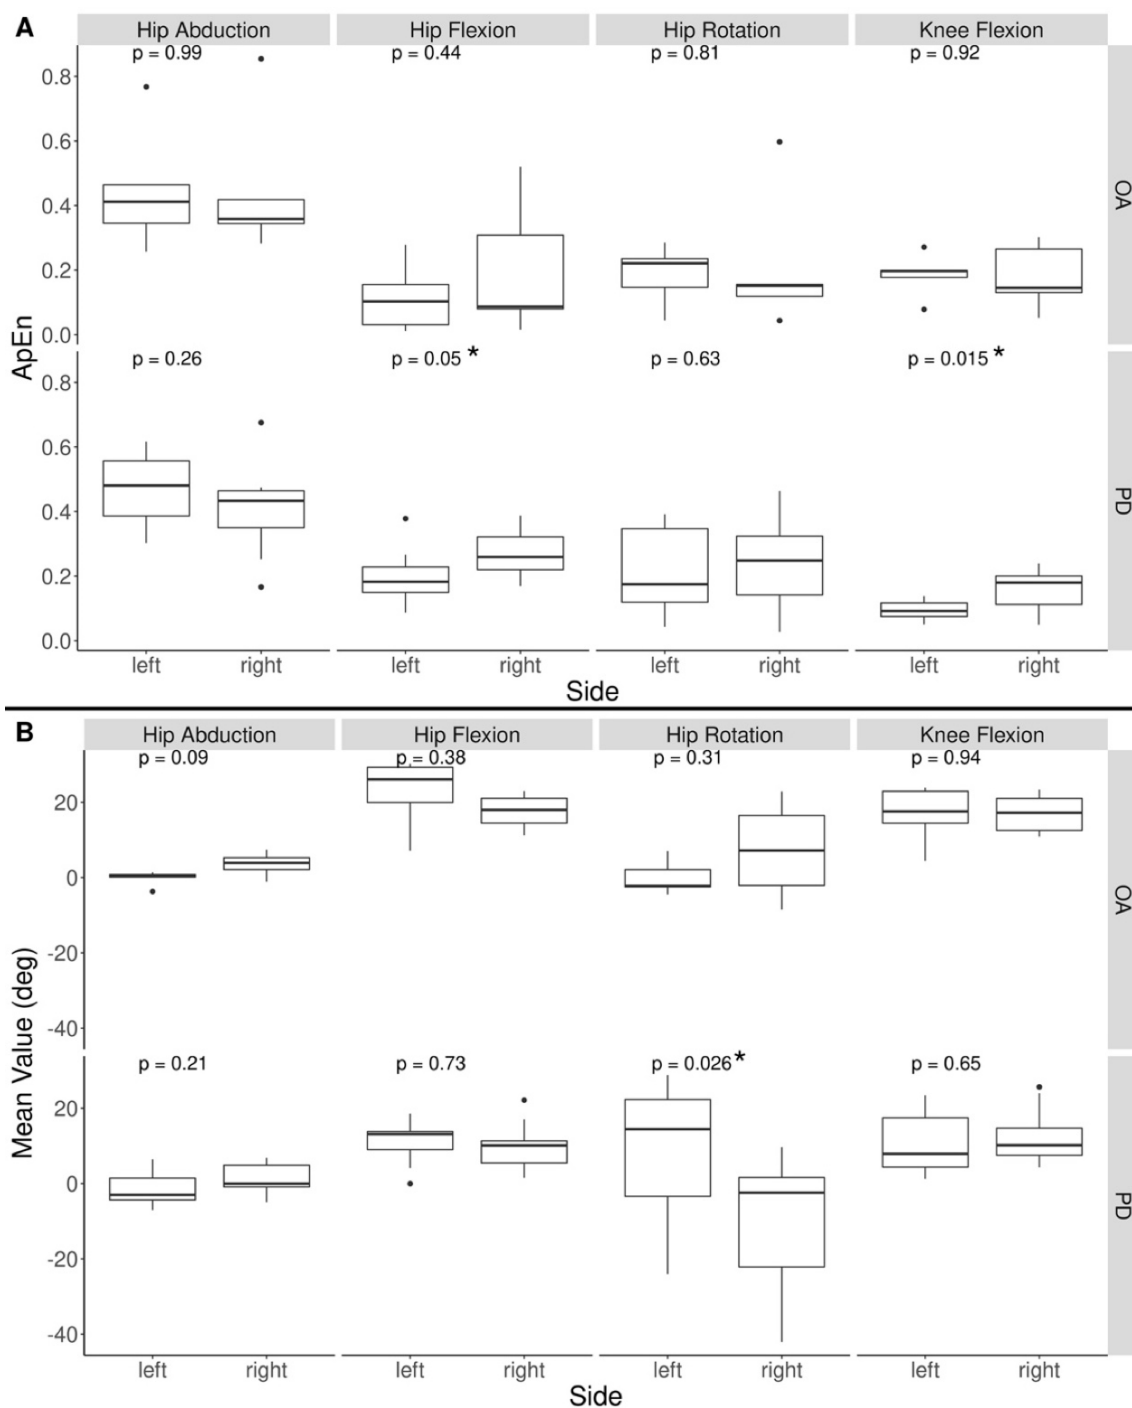 A
Hip Abduction Hip Flexion Hip Rotation Knee Flexion
p = 0.99 p = 0.44 p = 0.81 p = 0.92
0.8
0.6
0.4
0.2
0.0
OA
ApEn
p = 0.26 p = 0.05 * p = 0.63 p = 0.015 *
0.8
0.6
0.4
0.2
0.0
PD
left right left right left right left right
Side
B
Hip Abduction Hip Flexion Hip Rotation Knee Flexion
p = 0.09 p = 0.38 p = 0.31 p = 0.94
20
0
-20
-40
OA
Mean Value (deg)
p = 0.21 p = 0.73 p = 0.026 * p = 0.65
20
0
-20
-40
PD
left right left right left right left right
Side